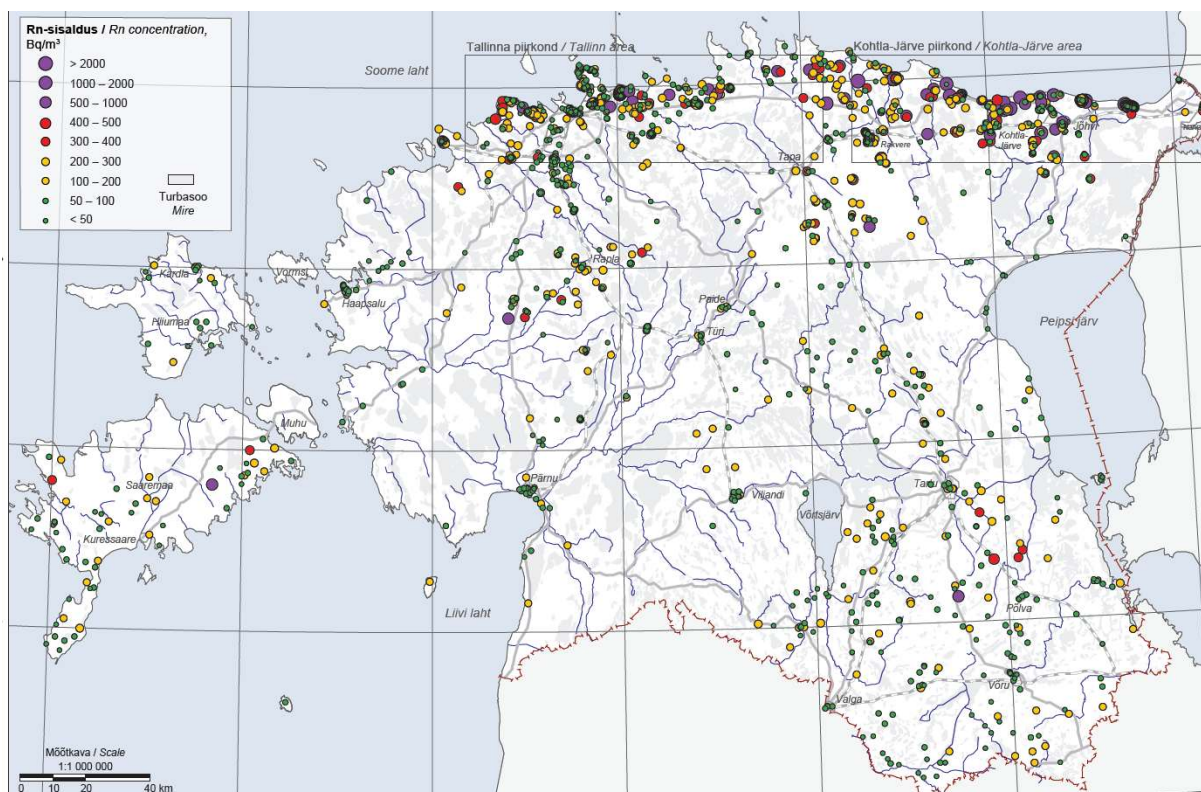 Rn-sisaldus / Rn concentration,
Bq/m³
> 2000
1000 – 2000
500 – 1000
400 – 500
300 – 400
200 – 300
100 – 200
50 – 100
< 50
Turbasoo
Mire
Soome laht
Tallinna piirkond / Tallinn area
Kohtla-Järve piirkond / Kohtla-Järve area
Rakvere
Kohtla-
Järve
Jõhvi
Tapa
Kärdla
Vormsi
Rapla
Haapsalu
Hiiumaa
Paide
Türi
Peipsi järv
Muhu
Saaremaa
Pärnu
Viljandi
Tartu
Võrtsjärv
Kuressaare
Liivi laht
Põlva
Võru
Valga
Mõõtkava / Scale
1:1 000 000
0 10 20 40 km